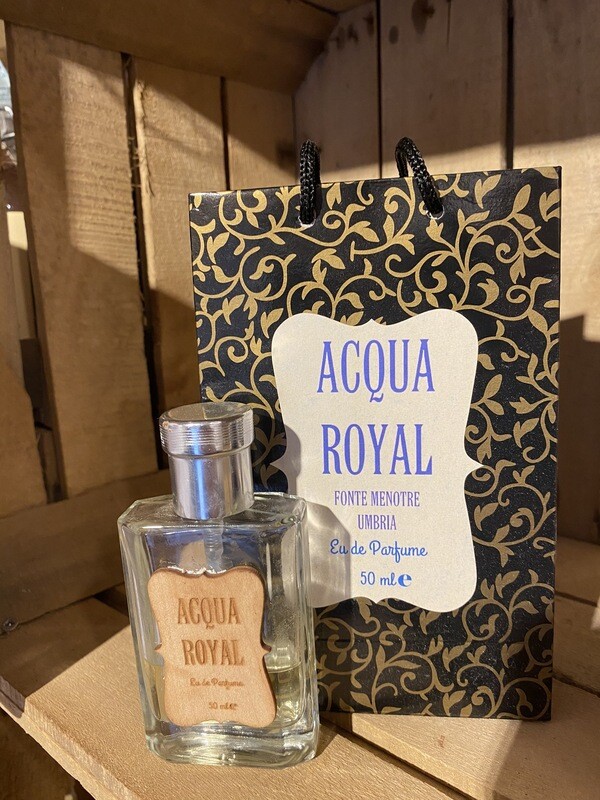 ACQUA
ROYAL
FONTE MENOTRE
UMBRIA
Eu de Parfume
50 ml e
ACQUA
~
ROYAL
Eu de Parfume
50 ml e